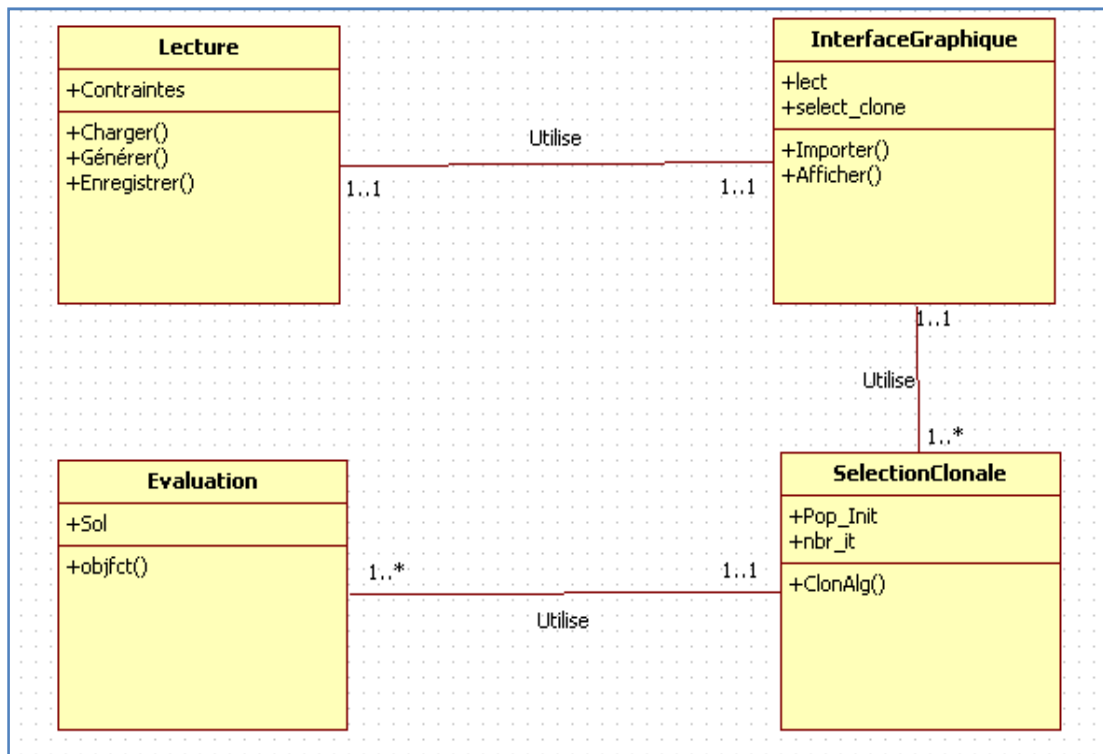 Lecture
+Contraintes
+Charger()
+Générer()
+Enregistrer()
InterfaceGraphique
+lect
+select_clone
+Importer()
+Afficher()
Utilise
1..1
1..1
1..1
Utilise
1..*
Evaluation
+Sol
+objfct()
SelectionClonale
+Pop_Init
+nbr_it
+ClonAlg()
1..*
1..1
Utilise